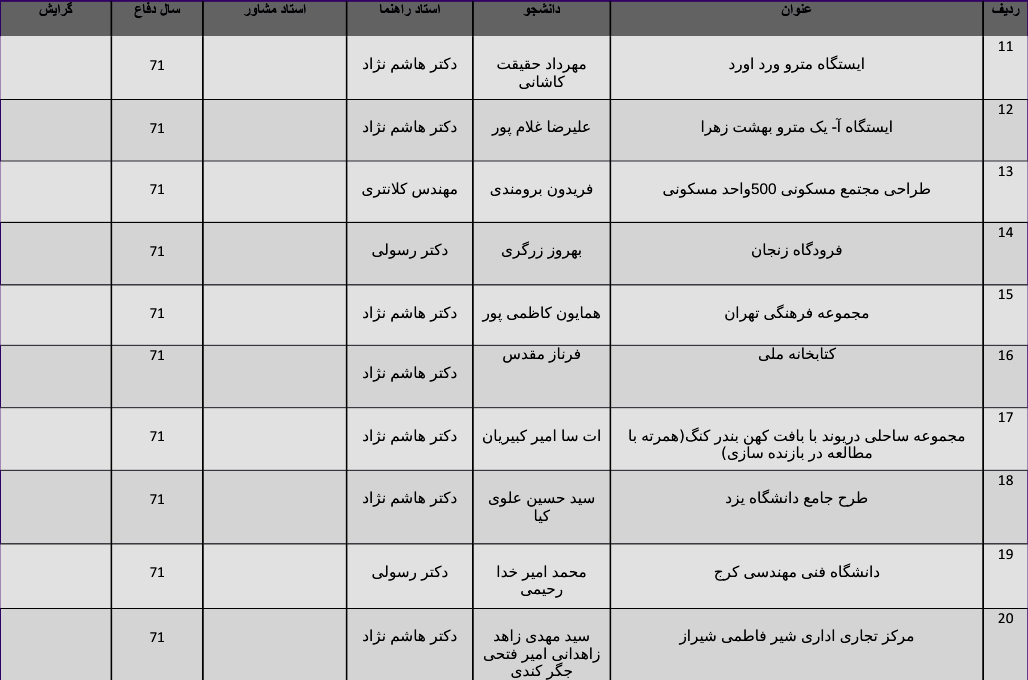 ردیف عنوان دانشجو استاد راهنما استاد مشاور سال دفاع گرایش
11 ایستگاه مترو ورد اورد مهرداد حقیقت دکتر هاشم نژاد 71
کاشانی
12 ایستگاه آ- یک مترو بهشت زهرا علیرضا غلام پور دکتر هاشم نژاد 71
13 طراحی مجتمع مسکونی 500واحد مسکونی فریدون برومندی مهندس کلانتری 71
14 فرودگاه زنجان بهروز زرگری دکتر رسولی 71
15 مجموعه فرهنگی تهران همایون کاظمی پور دکتر هاشم نژاد 71
16 کتابخانه ملی فرناز مقدس دکتر هاشم نژاد 71
17 مجموعه ساحلی دریوند با بافت کهن بندر کنگ(همرته با ات سا امیر کبیریان دکتر هاشم نژاد 71
مطالعه در بازنده سازی)
18 طرح جامع دانشگاه یزد سید حسین علوی دکتر هاشم نژاد 71
کیا
19 دانشگاه فنی مهندسی کرج محمد امیر خدا دکتر رسولی 71
رحیمی
20 مرکز تجاری اداری شیر فاطمی شیراز سید مهدی زاهد دکتر هاشم نژاد 71
زاهدانی امیر فتحی
جگر کندی